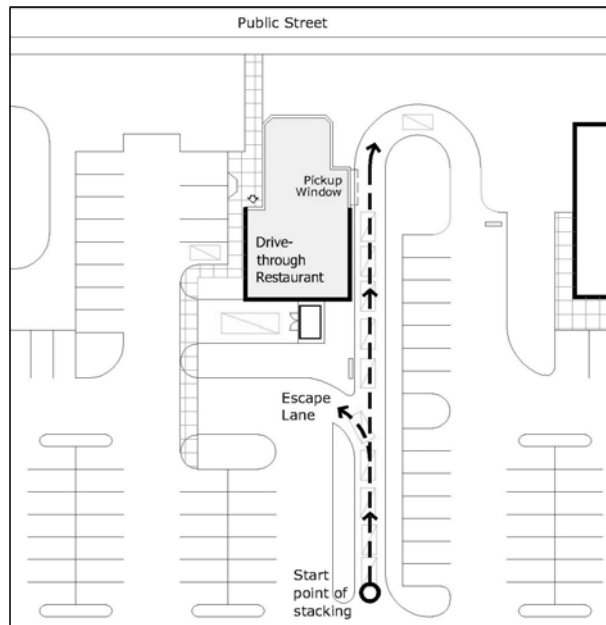 Public Street
Pickup
Window
Drive-
through
Restaurant
Escape
Lane
Start
point of
stacking